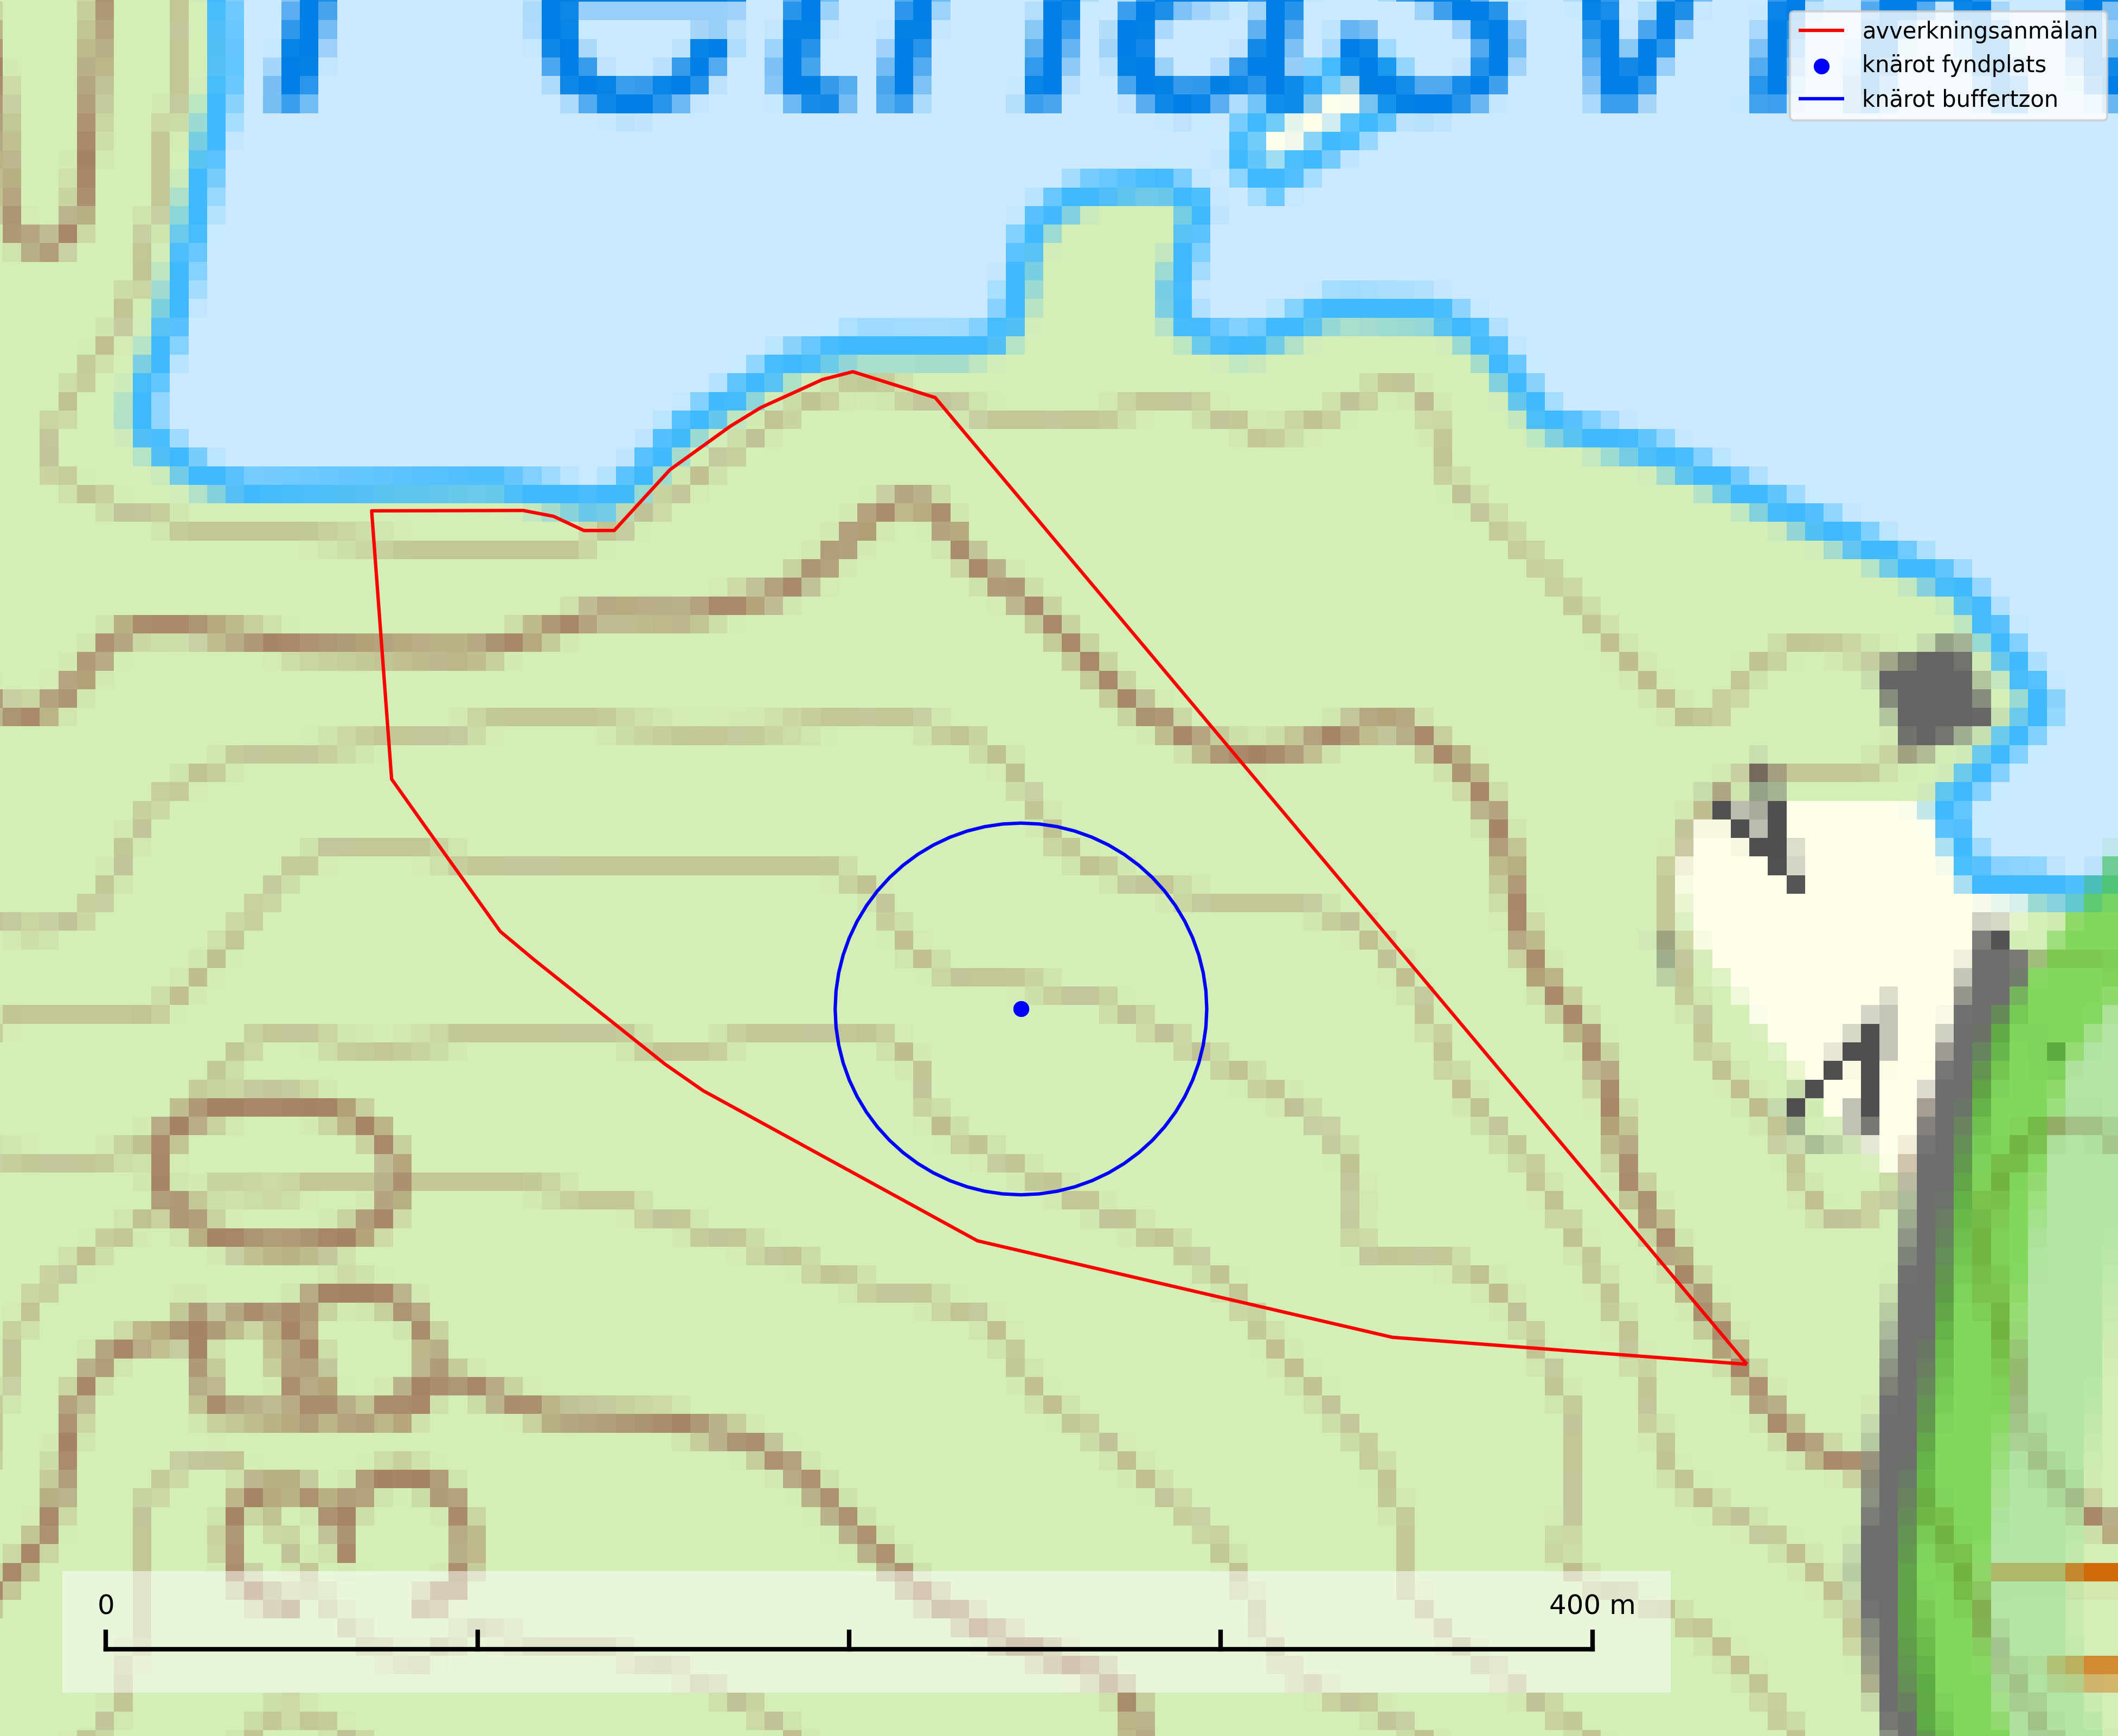 avverkningsanmälan
knärot fyndplats
knärot buffertzon
0
400 m